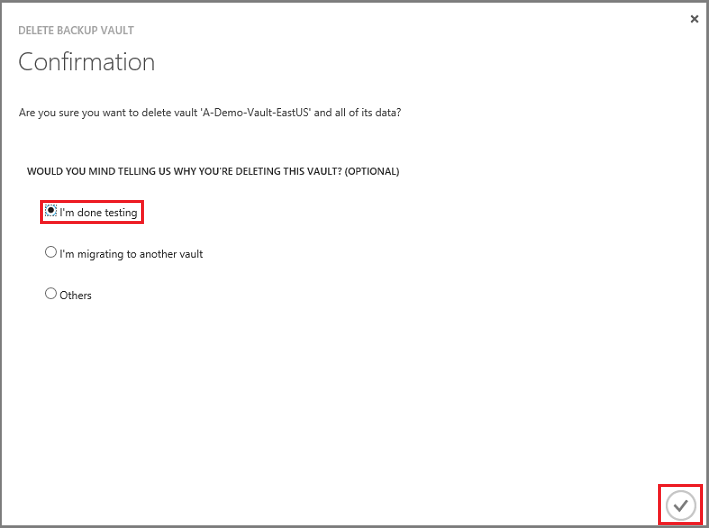 DELETE BACKUP VAULT
Confirmation
Are you sure you want to delete vault 'A-Demo-Vault-EastUS' and all of its data?
WOULD YOU MIND TELLING US WHY YOU'RE DELETING THIS VAULT? (OPTIONAL)
I'm done testing
I'm migrating to another vault
Others